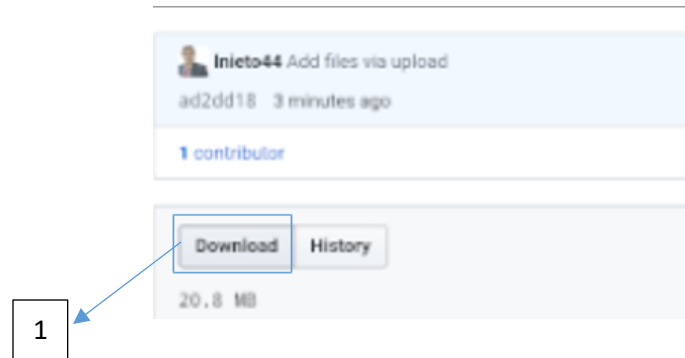 lnieto44 Add files via upload
ad2dd18 3 minutes ago
1 contributor
Download History
20.8 MB
1